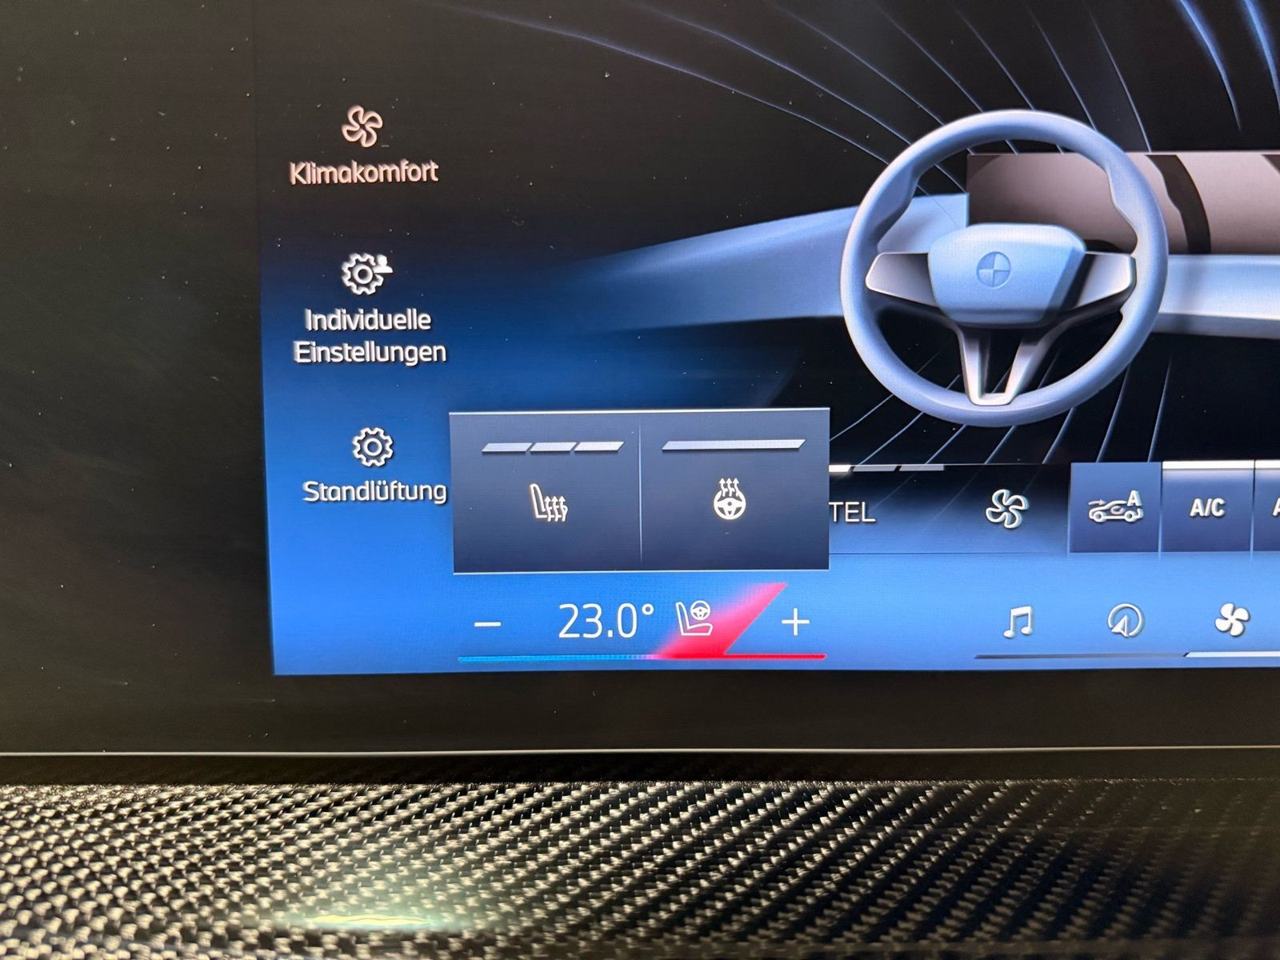 Klimakomfort
Individuelle
Einstellungen
Standlüftung
TEL
A
A/C
A
− 23.0° +